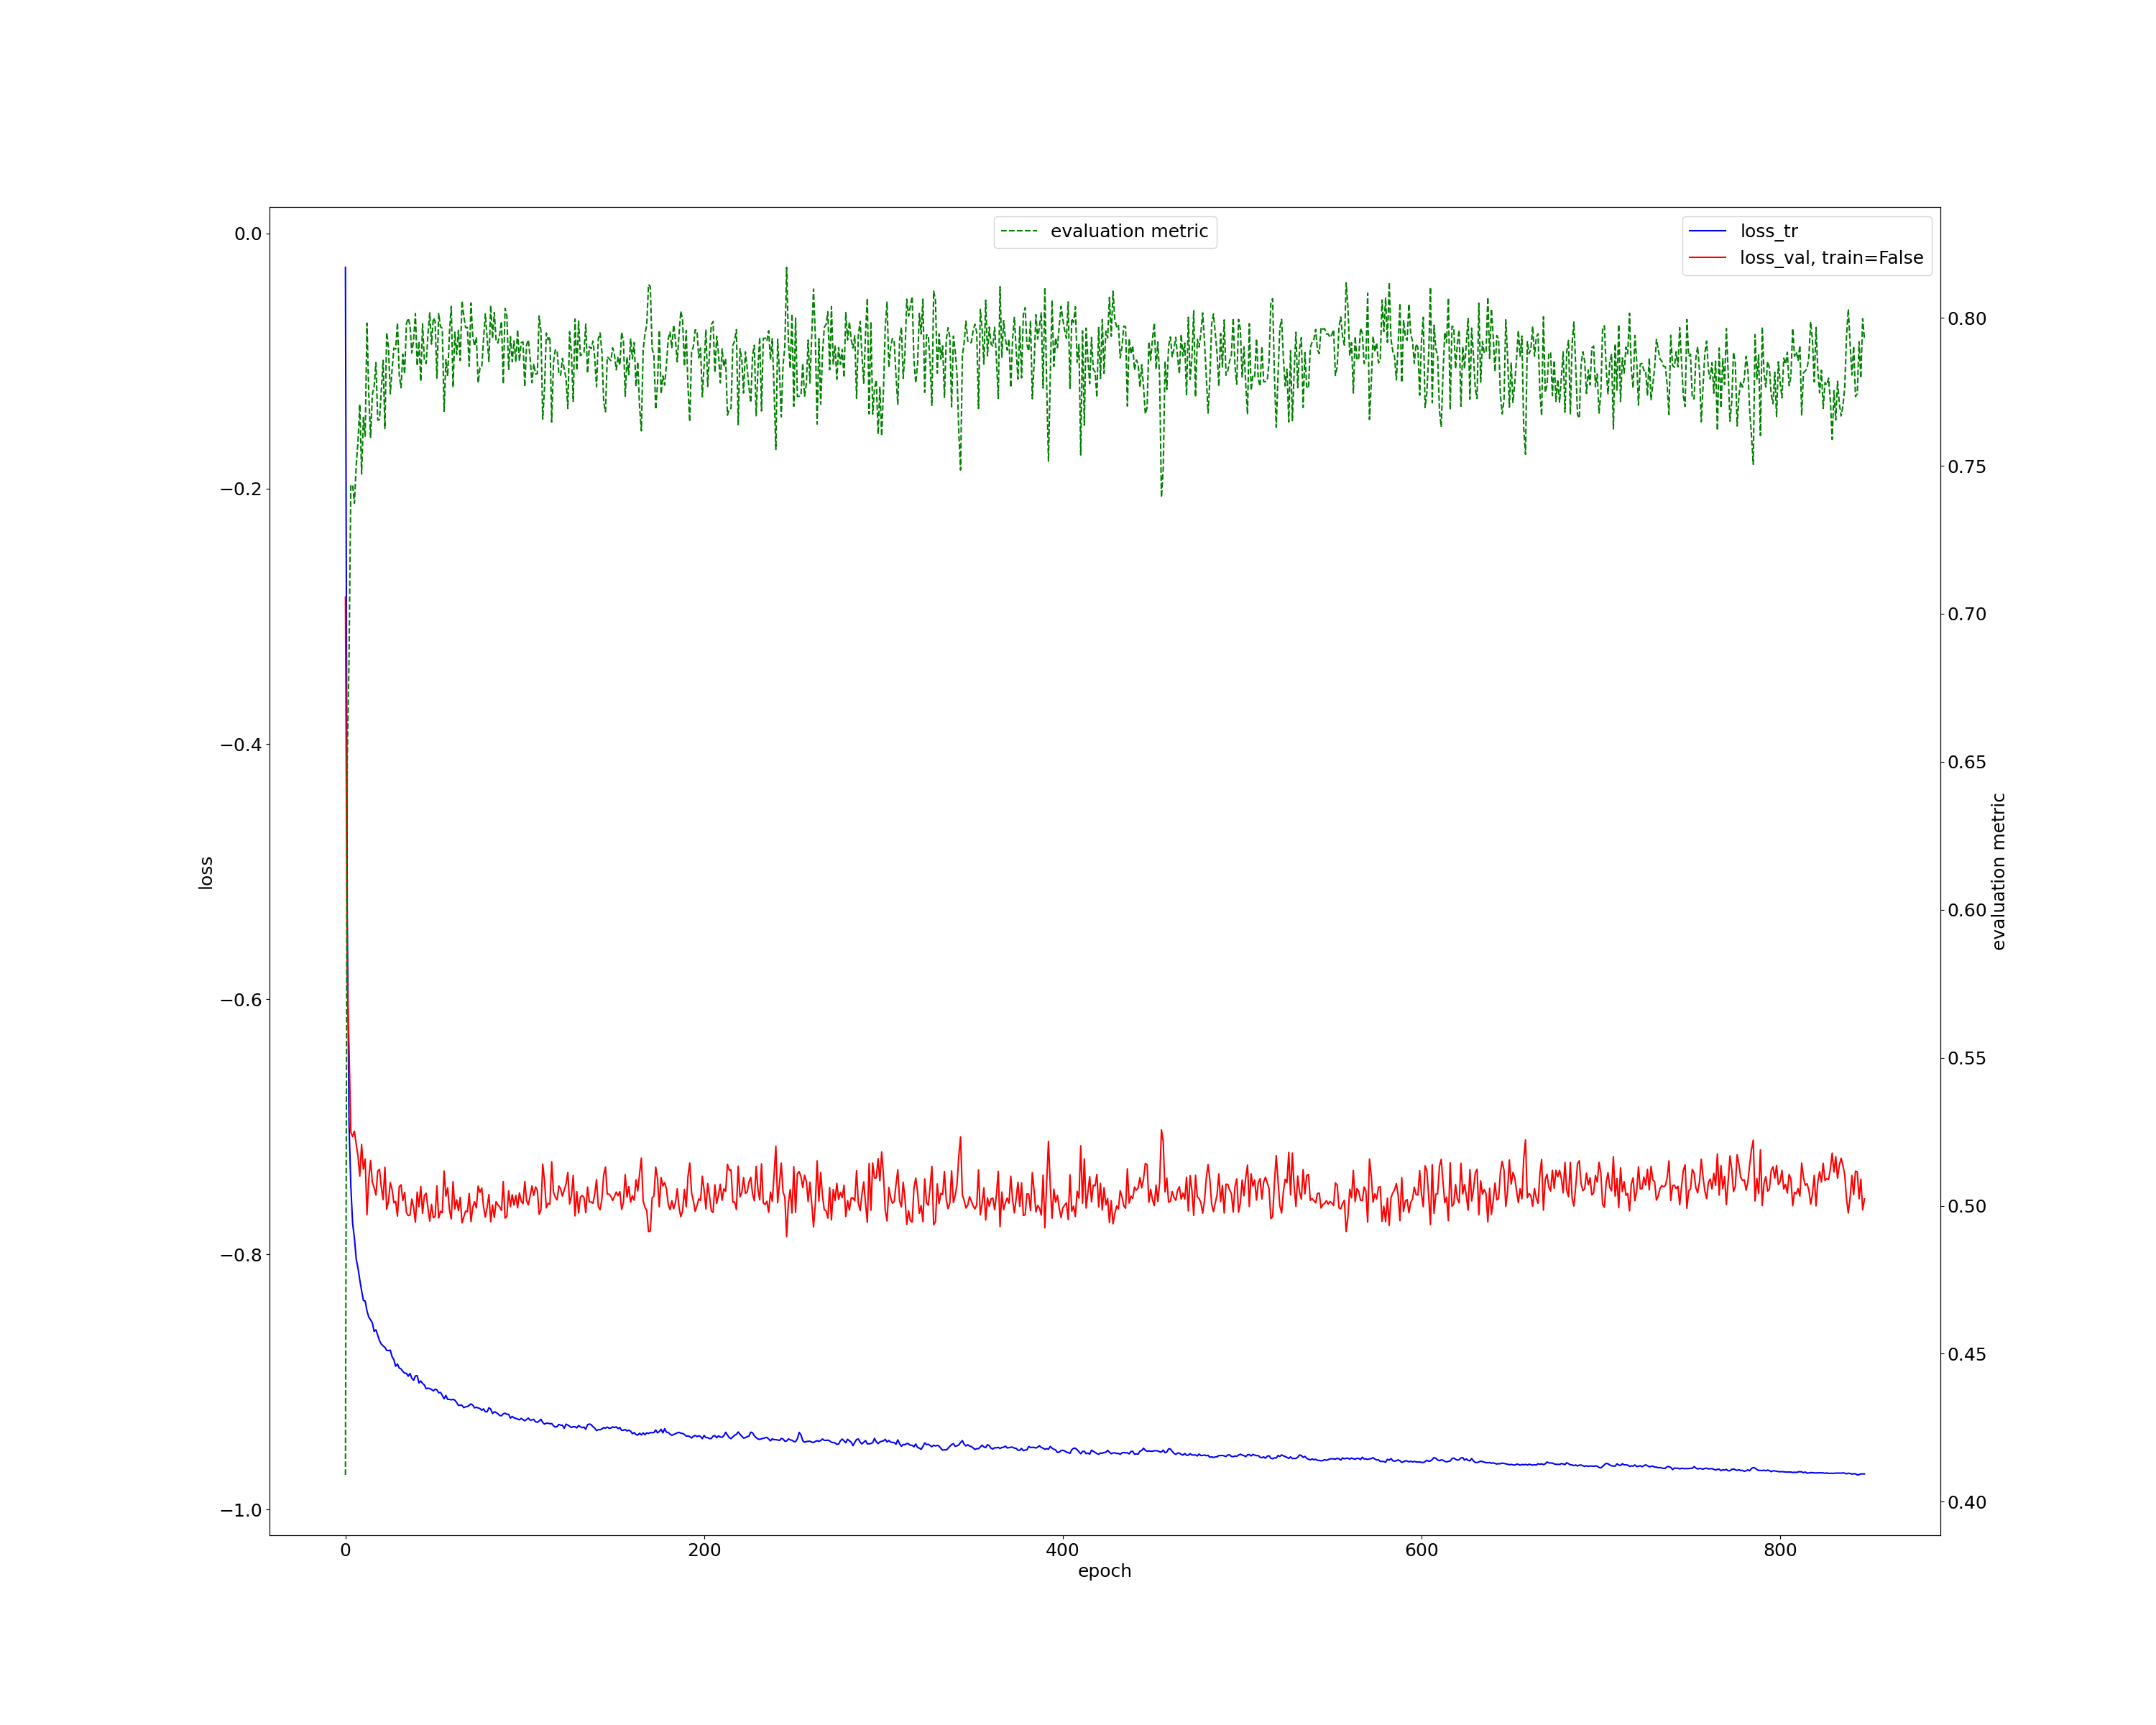 evaluation metric
loss_tr
loss_val, train=False
0.0
−0.2
−0.4
−0.6
−0.8
−1.0
loss
0.80
0.75
0.70
0.65
0.60
0.55
0.50
0.45
0.40
evaluation metric
0 200 400 600 800
epoch